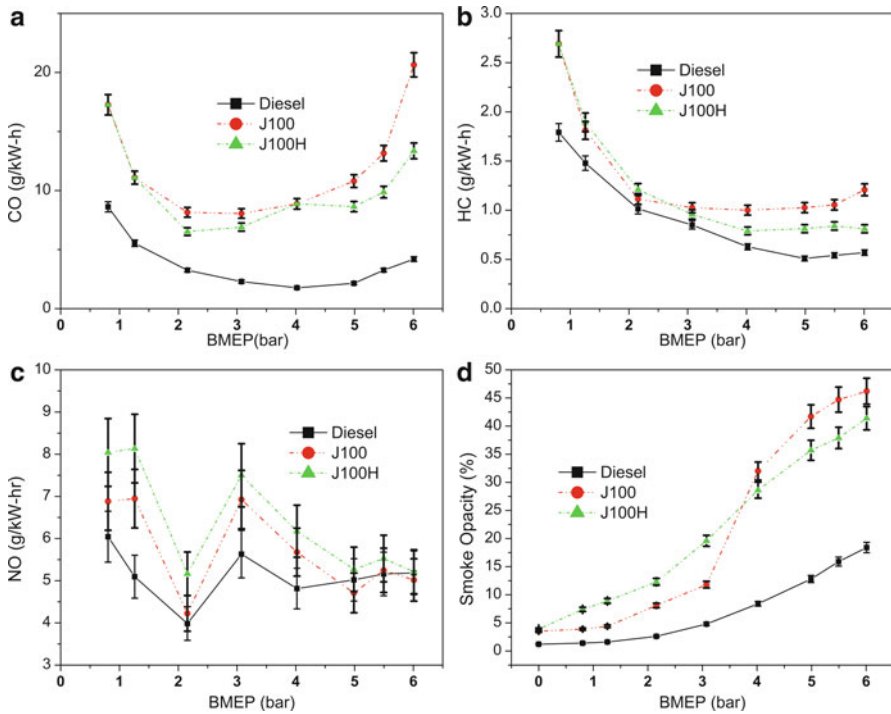 a
CO (g/kW-h)
20
10
0
0 1 2 3 4 5 6
BMEP(bar)
Diesel
J100
J100H
b
HC (g/kW-h)
3.0
2.5
2.0
1.5
1.0
0.5
0.0
0 1 2 3 4 5 6
BMEP (bar)
Diesel
J100
J100H
c
NO (g/kW-hr)
10
9
8
7
6
5
4
3
0 1 2 3 4 5 6
BMEP (bar)
Diesel
J100
J100H
d
Smoke Opacity (%)
50
45
40
35
30
25
20
15
10
5
0
0 1 2 3 4 5 6
BMEP (bar)
Diesel
J100
J100H